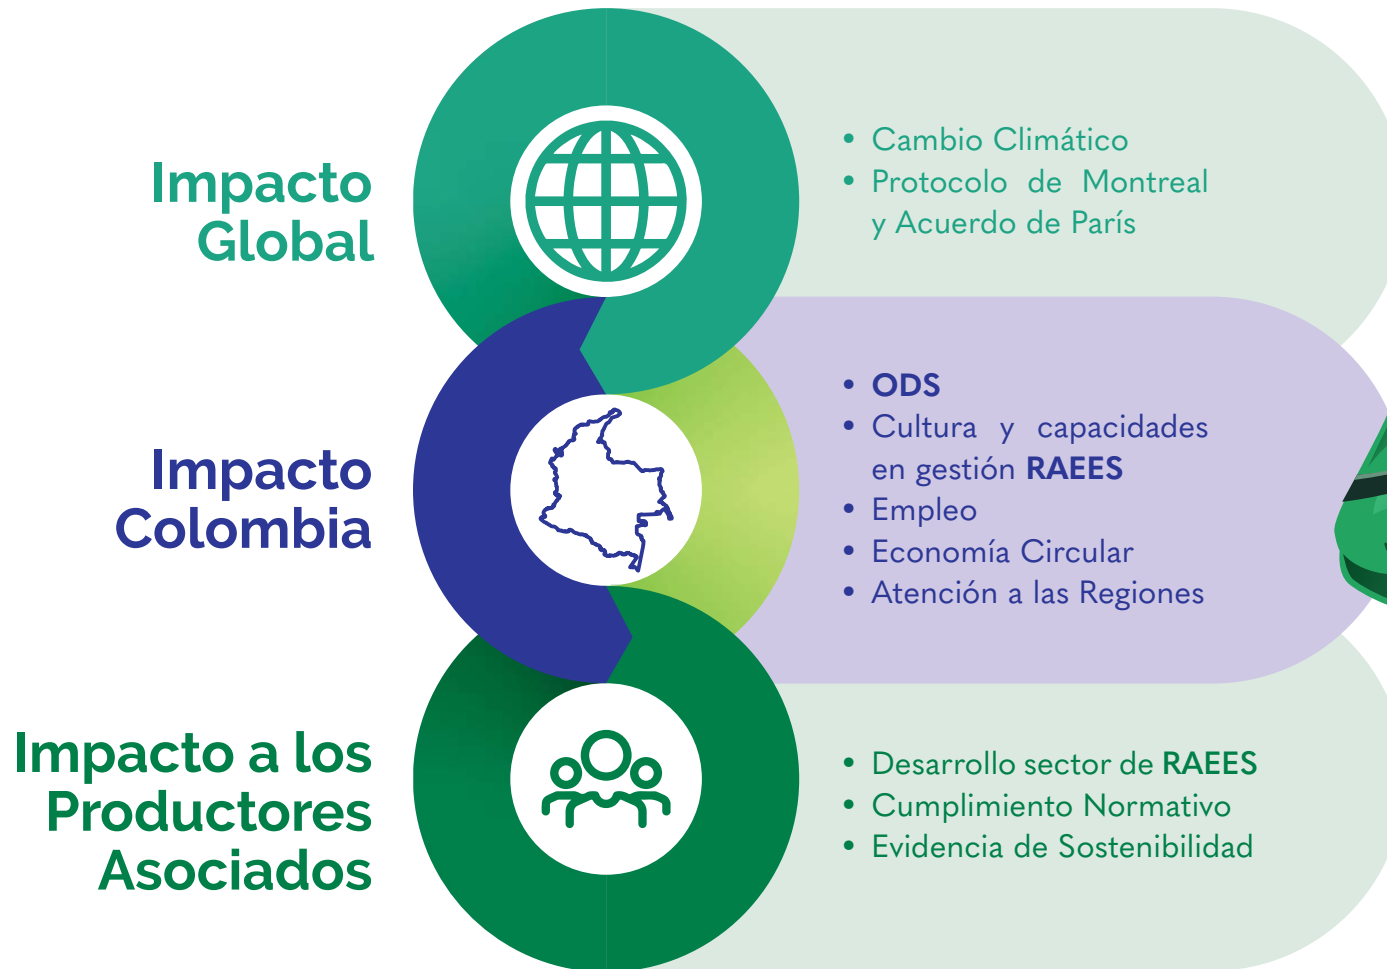 Impacto
Global
• Cambio Climático
• Protocolo de Montreal
y Acuerdo de París
Impacto
Colombia
• ODS
• Cultura y capacidades
en gestión RAEES
• Empleo
• Economía Circular
• Atención a las Regiones
Impacto a los
Productores
Asociados
• Desarrollo sector de RAEES
• Cumplimiento Normativo
• Evidencia de Sostenibilidad